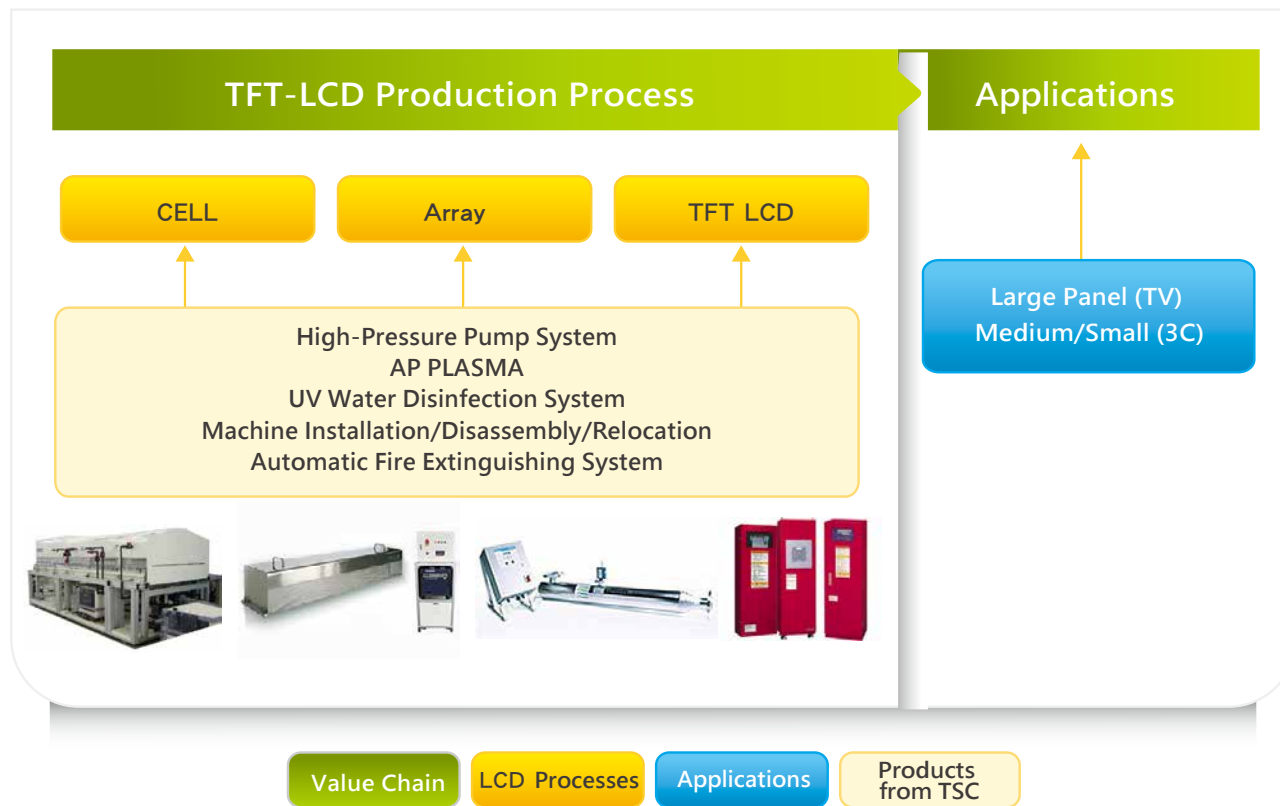 TFT-LCD Production Process
Applications
CELL
Array
TFT LCD
High-Pressure Pump System
AP PLASMA
UV Water Disinfection System
Machine Installation/Disassembly/Relocation
Automatic Fire Extinguishing System
Large Panel (TV)
Medium/Small (3C)
Value Chain
LCD Processes
Applications
Products
from TSC